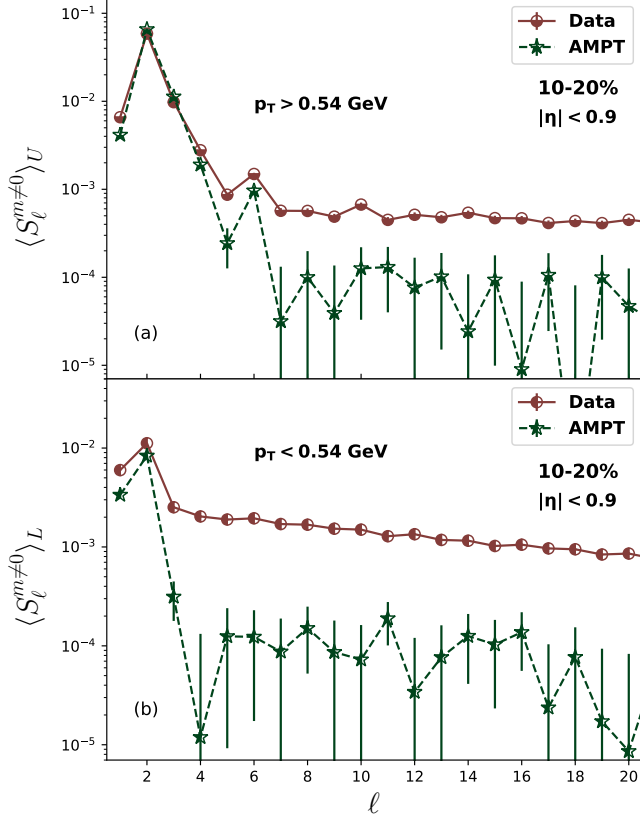 10⁻¹
10⁻²
10⁻³
10⁻⁴
10⁻⁵
⟨S_ℓ^{m≠0}⟩_U
Data
AMPT
p_T > 0.54 GeV
10-20%
|η| < 0.9
(a)
10⁻²
10⁻³
10⁻⁴
10⁻⁵
⟨S_ℓ^{m≠0}⟩_L
Data
AMPT
p_T < 0.54 GeV
10-20%
|η| < 0.9
(b)
2 4 6 8 10 12 14 16 18 20
ℓ